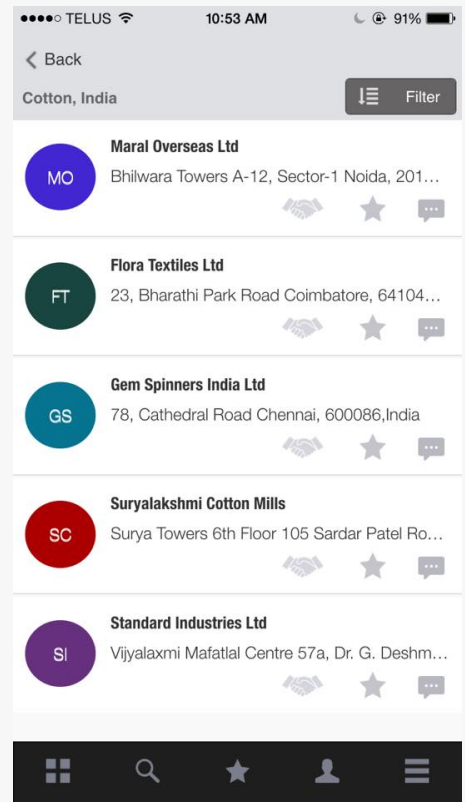 TELUS 10:53 AM 91%
Back
Cotton, India Filter
Maral Overseas Ltd
MO Bhilwara Towers A-12, Sector-1 Noida, 201...
Flora Textiles Ltd
FT 23, Bharathi Park Road Coimbatore, 64104...
Gem Spinners India Ltd
GS 78, Cathedral Road Chennai, 600086,India
Suryalakshmi Cotton Mills
SC Surya Towers 6th Floor 105 Sardar Patel Ro...
Standard Industries Ltd
SI Vijyalaxmi Mafatlal Centre 57a, Dr. G. Deshm...